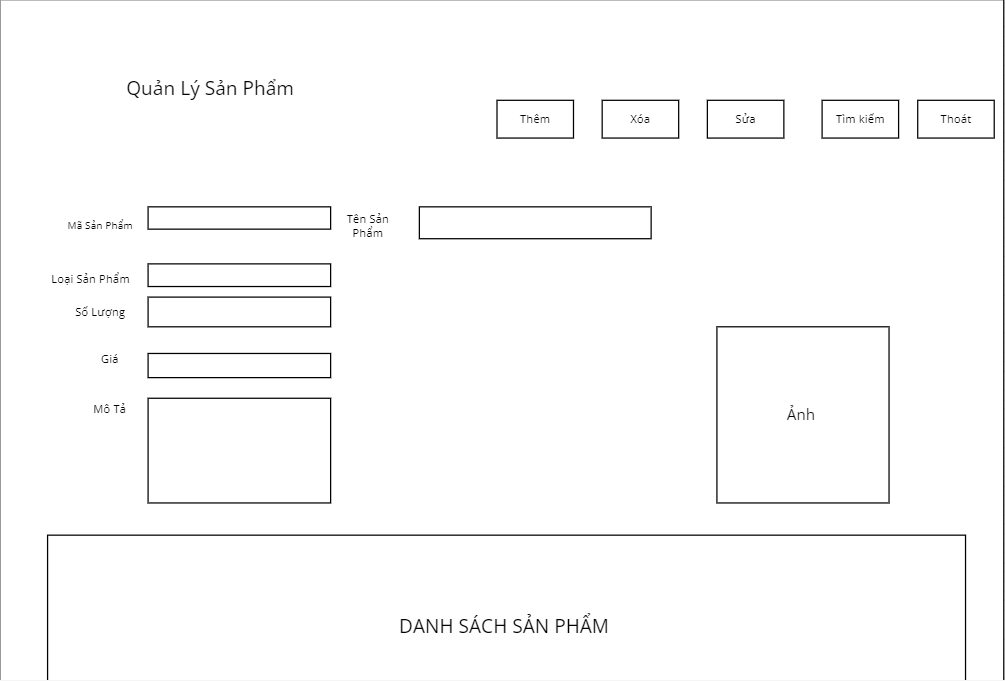 Quản Lý Sản Phẩm
Thêm
Xóa
Sửa
Tìm kiếm
Thoát
Mã Sản Phẩm
Tên Sản
Phẩm
Loại Sản Phẩm
Số Lượng
Giá
Mô Tả
Ảnh
DANH SÁCH SẢN PHẨM